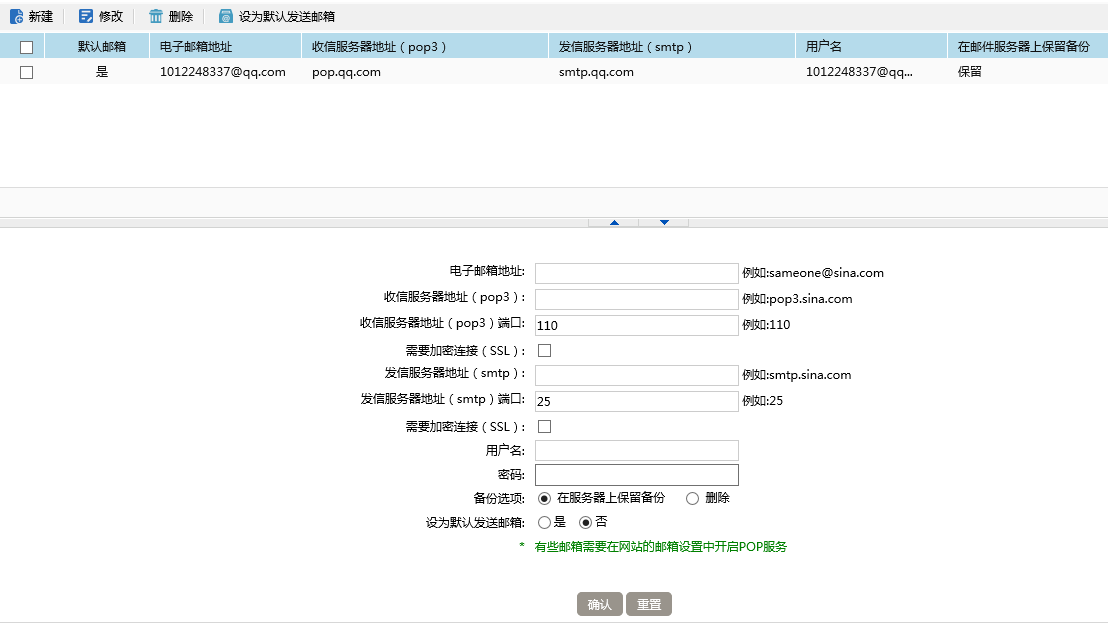 新建 修改 删除 设为默认发送邮箱
默认邮箱 电子邮箱地址 收信服务器地址（pop3） 发信服务器地址（smtp） 用户名 在邮件服务器上保留备份
是 1012248337@qq.com pop.qq.com smtp.qq.com 1012248337@qq... 保留
电子邮箱地址: 例如:sameone@sina.com
收信服务器地址（pop3）: 例如:pop3.sina.com
收信服务器地址（pop3）端口: 110 例如:110
需要加密连接（SSL）:
发信服务器地址（smtp）: 例如:smtp.sina.com
发信服务器地址（smtp）端口: 25 例如:25
需要加密连接（SSL）:
用户名:
密码:
备份选项: 在服务器上保留备份 删除
设为默认发送邮箱: 是 否
* 有些邮箱需要在网站的邮箱设置中开启POP服务
确认 重置